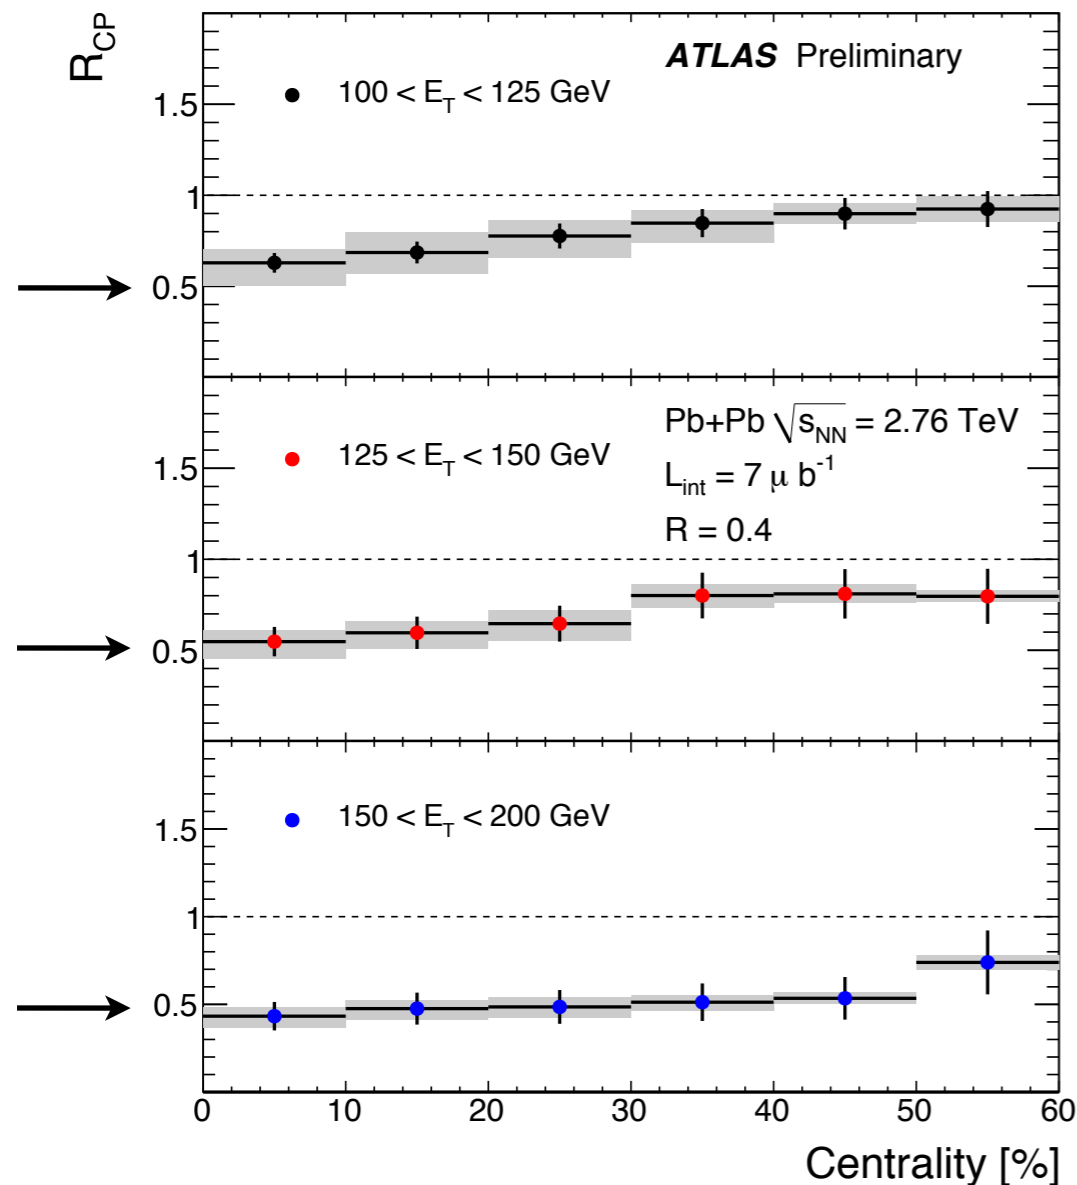 R_CP
ATLAS Preliminary
100 < E_T < 125 GeV
1.5
1
0.5
Pb+Pb √s_NN = 2.76 TeV
125 < E_T < 150 GeV
1.5
L_int = 7 μ b^-1
R = 0.4
1
0.5
150 < E_T < 200 GeV
1.5
1
0.5
0 10 20 30 40 50 60
Centrality [%]